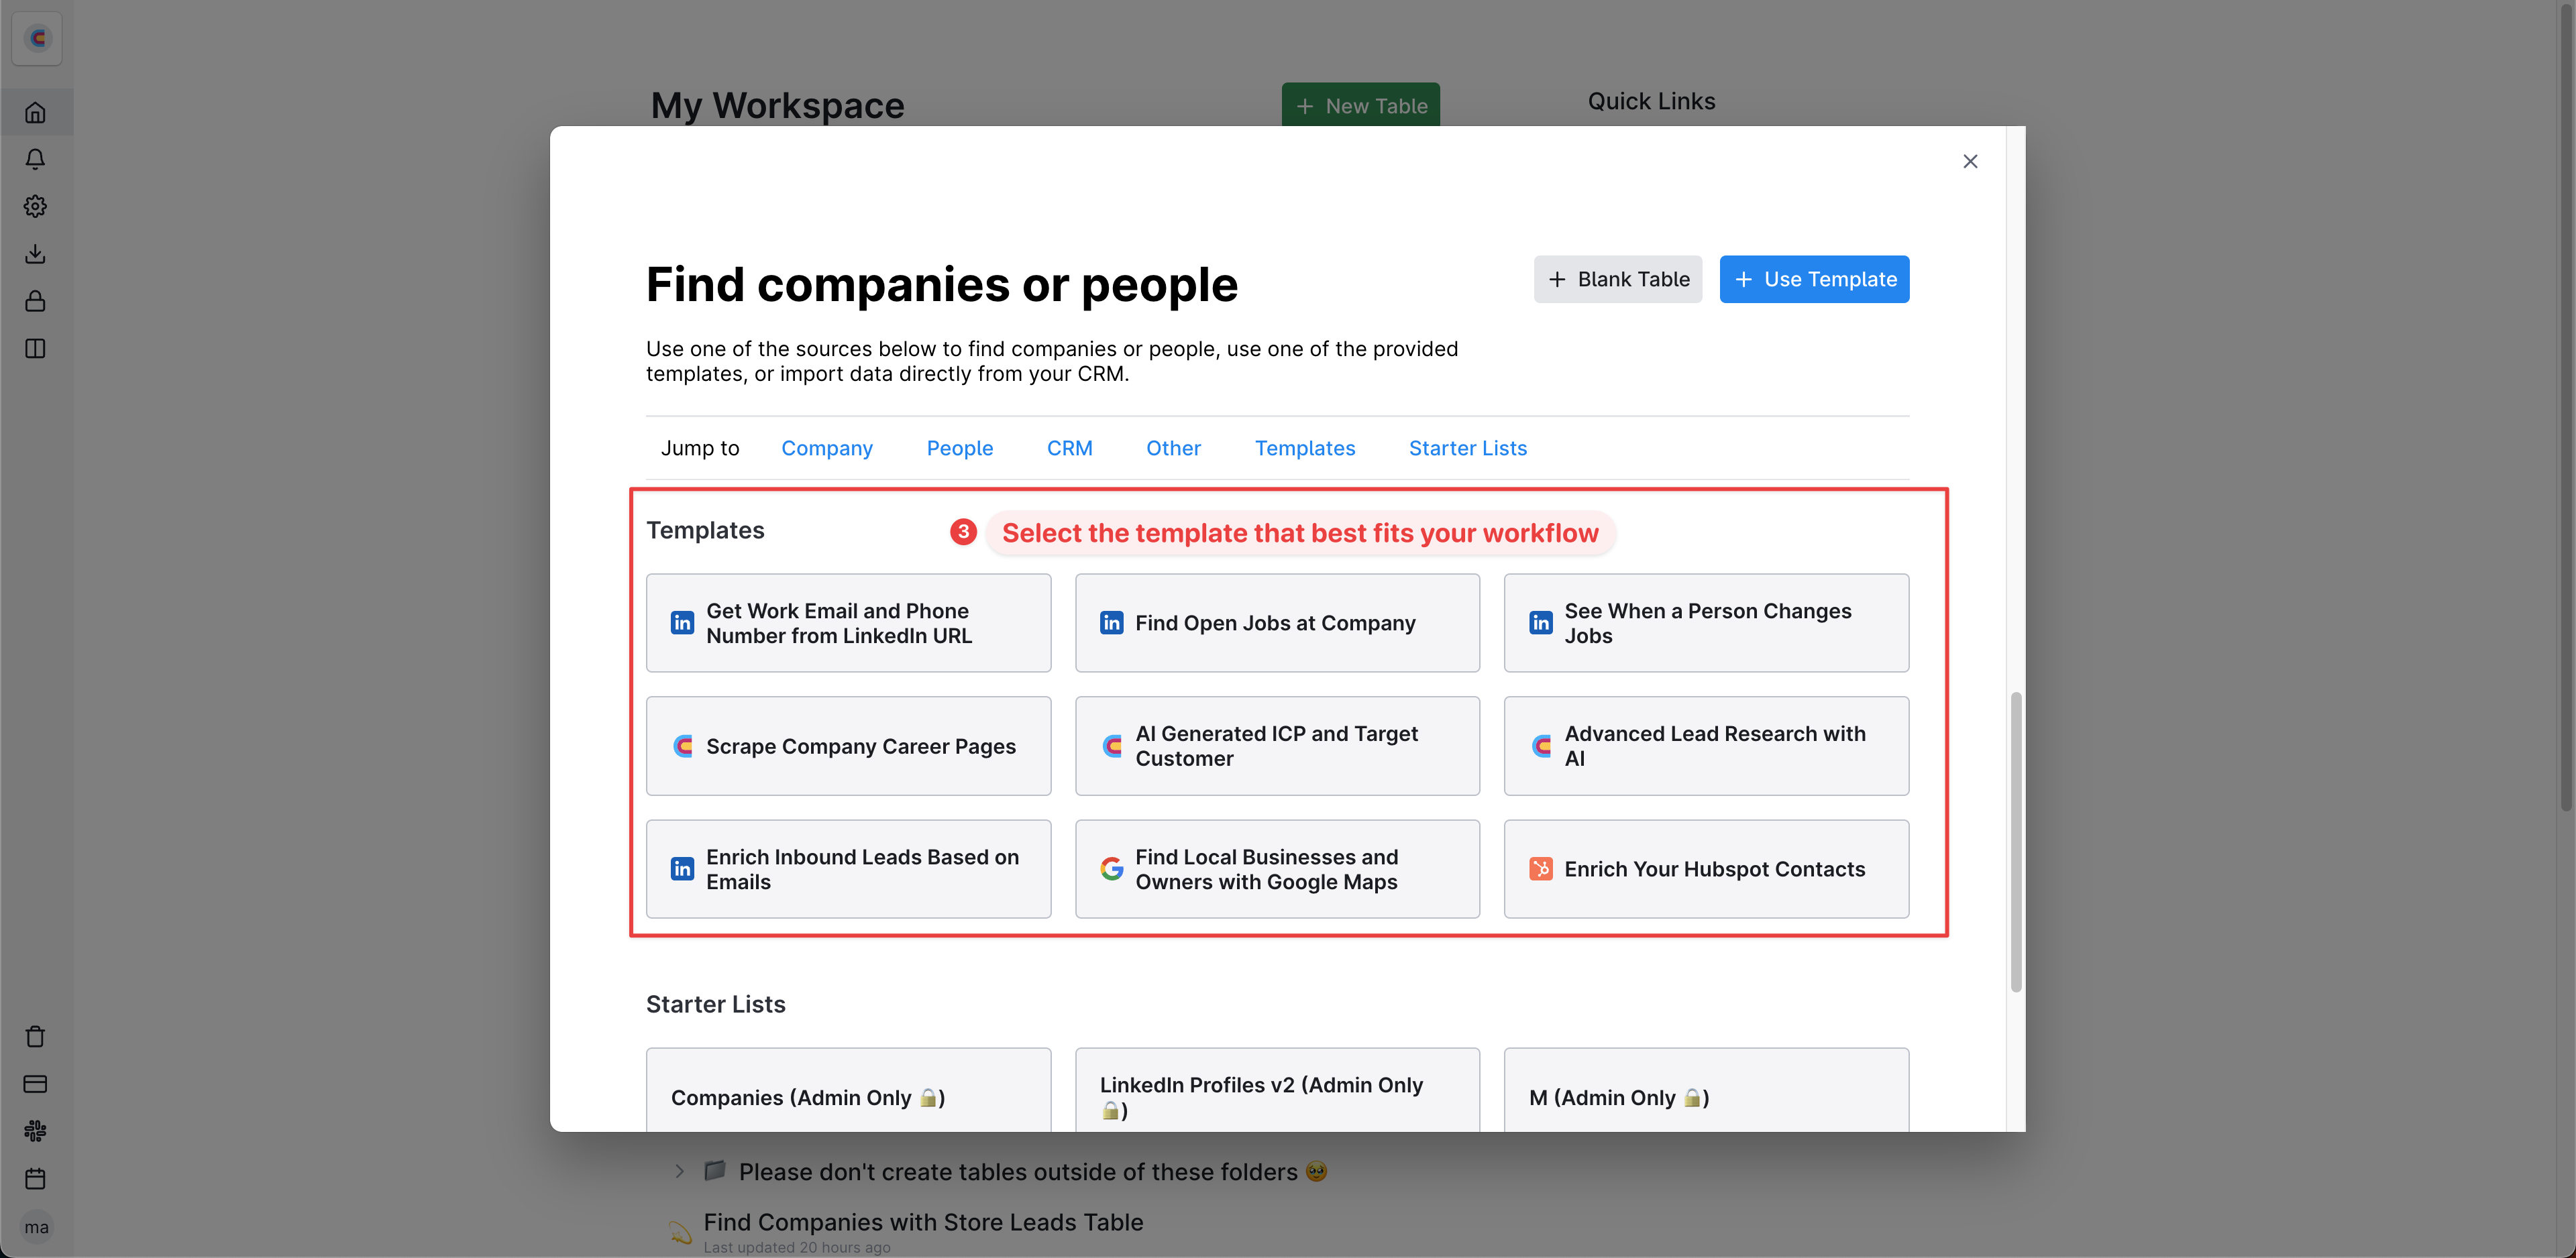 My Workspace
+ New Table
Quick Links
Find companies or people
+ Blank Table
+ Use Template
Use one of the sources below to find companies or people, use one of the provided
templates, or import data directly from your CRM.
Jump to Company People CRM Other Templates Starter Lists
Templates
3 Select the template that best fits your workflow
in Get Work Email and Phone
Number from LinkedIn URL
in Find Open Jobs at Company
in See When a Person Changes
Jobs
Scrape Company Career Pages
AI Generated ICP and Target
Customer
Advanced Lead Research with
AI
in Enrich Inbound Leads Based on
Emails
Find Local Businesses and
Owners with Google Maps
Enrich Your Hubspot Contacts
Starter Lists
Companies (Admin Only 🔒)
LinkedIn Profiles v2 (Admin Only
🔒)
M (Admin Only 🔒)
Please don't create tables outside of these folders 🥹
Find Companies with Store Leads Table
Last updated 20 hours ago
ma